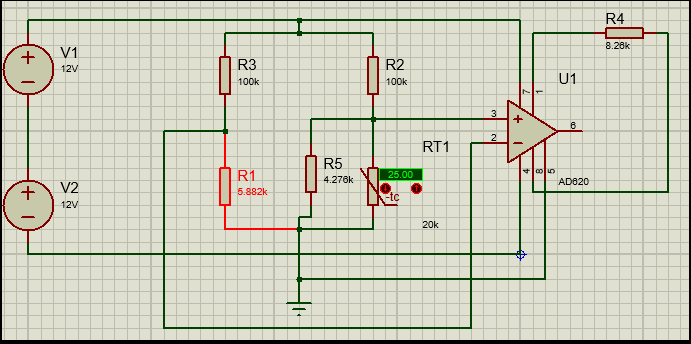 R4
8.26k
V1
12V
R3
100k
R2
100k
U1
7
1
3
6
2
RT1
R5
4.276k
25.00
-tc
R1
5.882k
4
8
5
AD620
V2
12V
20k